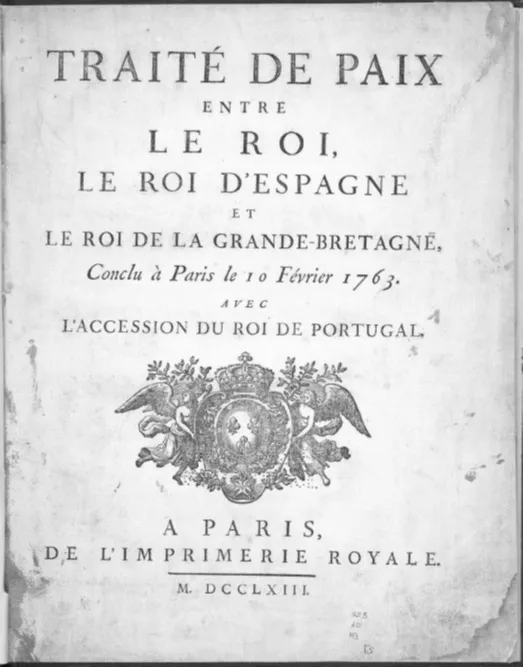 TRAITÉ DE PAIX
ENTRE
LE ROI,
LE ROI D'ESPAGNE
ET
LE ROI DE LA GRANDE-BRETAGNE,
Conclu à Paris le 10 Février 1763.
AVEC
L'ACCESSION DU ROI DE PORTUGAL.
A PARIS,
DE L'IMPRIMERIE ROYALE.
M. DCCLXIII.